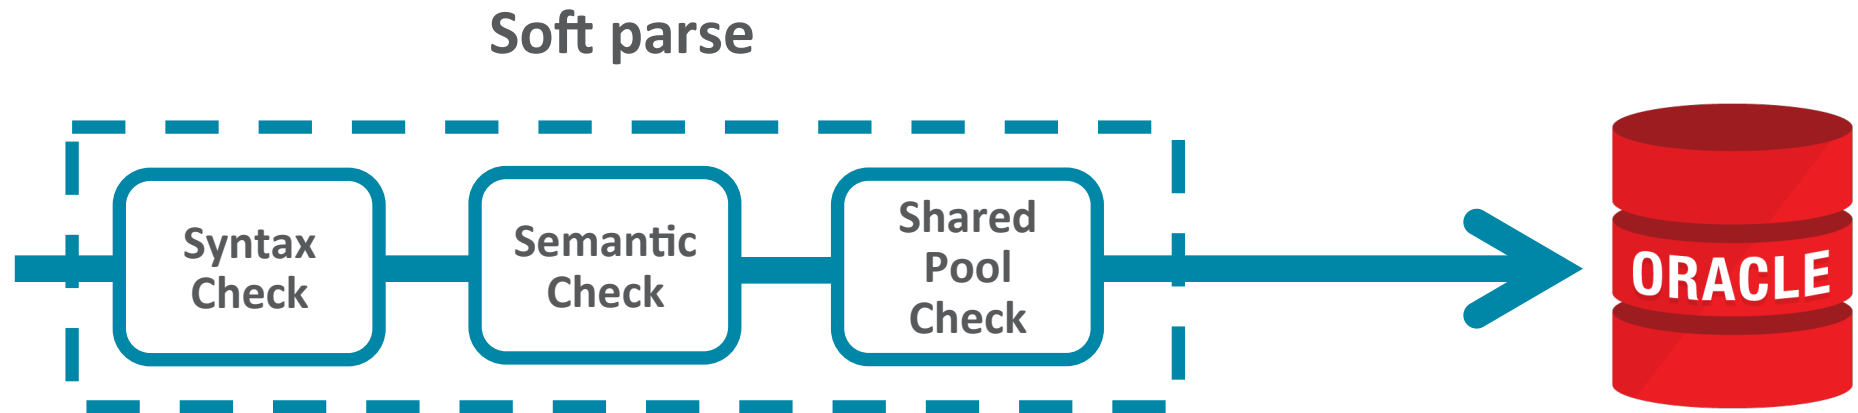 Soft parse
Syntax
Check
Semantic
Check
Shared
Pool
Check
ORACLE